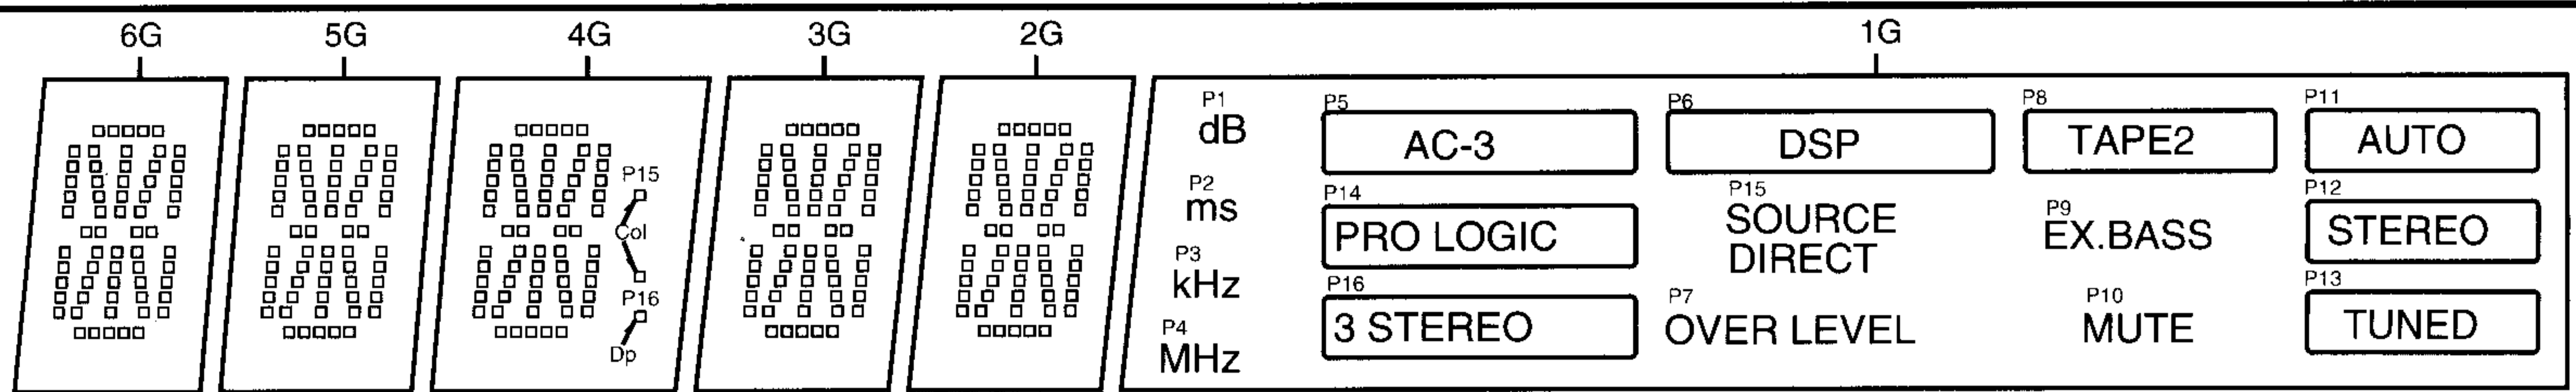 6G 5G 4G 3G 2G 1G
P1 P5 P6 P8 P11
dB AC-3 DSP TAPE2 AUTO
P15
P2 P14 P15 P9 P12
ms PRO LOGIC SOURCE EX.BASS STEREO
Col DIRECT
P3 P16 P7 P10 P13
kHz 3 STEREO OVER LEVEL MUTE TUNED
P16
P4
MHz
Dp